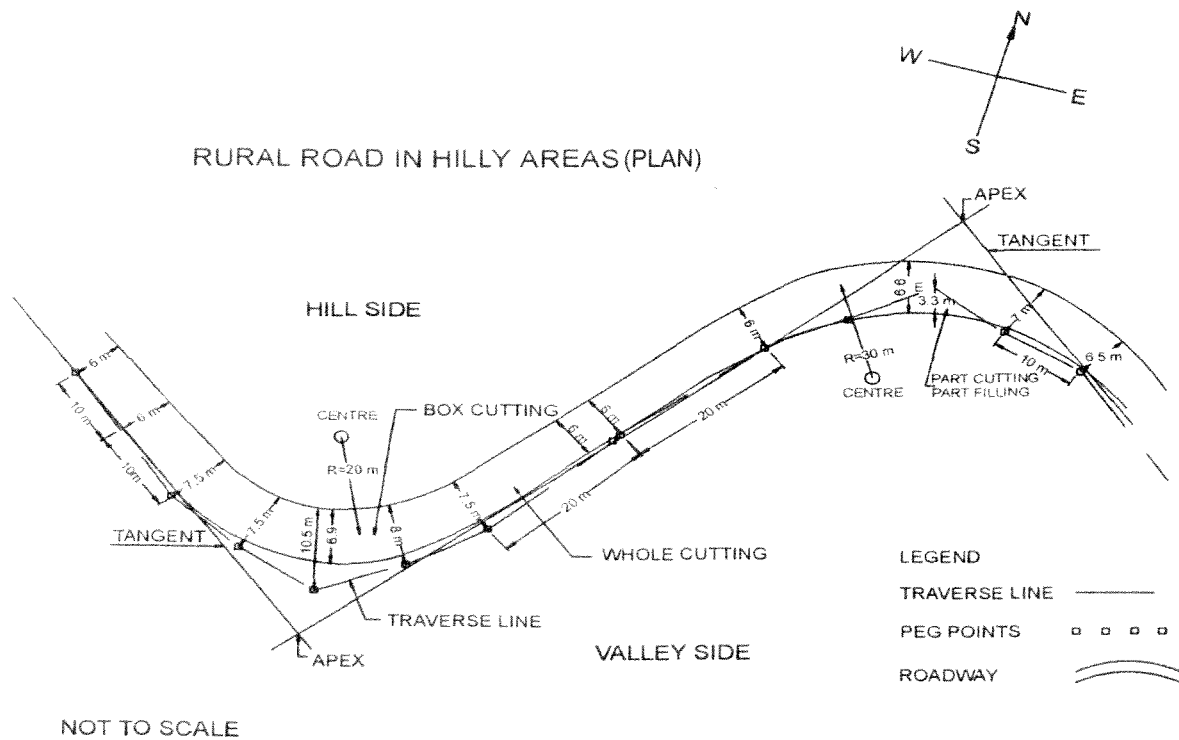 N
W
E
S
RURAL ROAD IN HILLY AREAS (PLAN)
APEX
TANGENT
HILL SIDE
6.6 m
3.3 m
7 m
6 m
6 m
R=30 m
6.5 m
10 m
CENTRE
PART CUTTING
PART FILLING
10 m
6 m
CENTRE
BOX CUTTING
6 m
6 m
20 m
10m
7.5 m
R=20 m
7.5 m
20 m
TANGENT
7.5 m
10.5 m
6.9
8 m
WHOLE CUTTING
LEGEND
TRAVERSE LINE
TRAVERSE LINE
PEG POINTS
APEX
VALLEY SIDE
ROADWAY
NOT TO SCALE